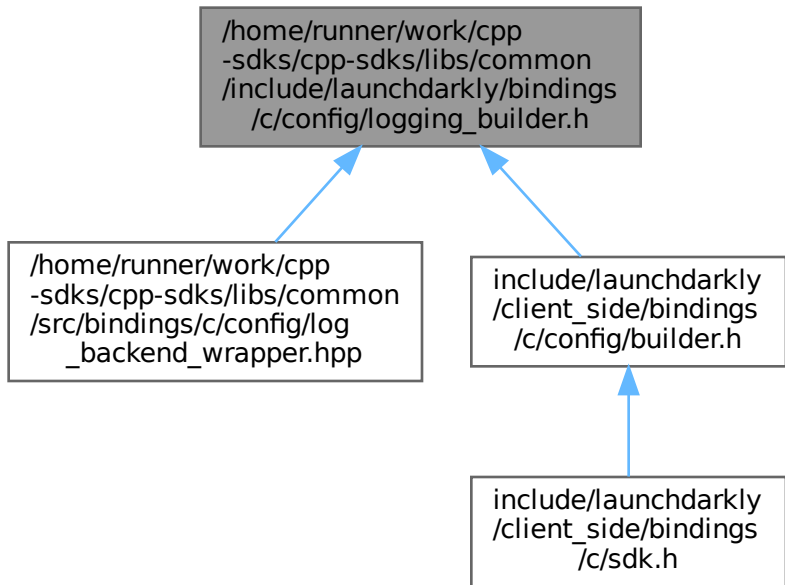 /home/runner/work/cpp
-sdks/cpp-sdks/libs/common
/include/launchdarkly/bindings
/c/config/logging_builder.h
/home/runner/work/cpp
-sdks/cpp-sdks/libs/common
/src/bindings/c/config/log
_backend_wrapper.hpp
include/launchdarkly
/client_side/bindings
/c/config/builder.h
include/launchdarkly
/client_side/bindings
/c/sdk.h